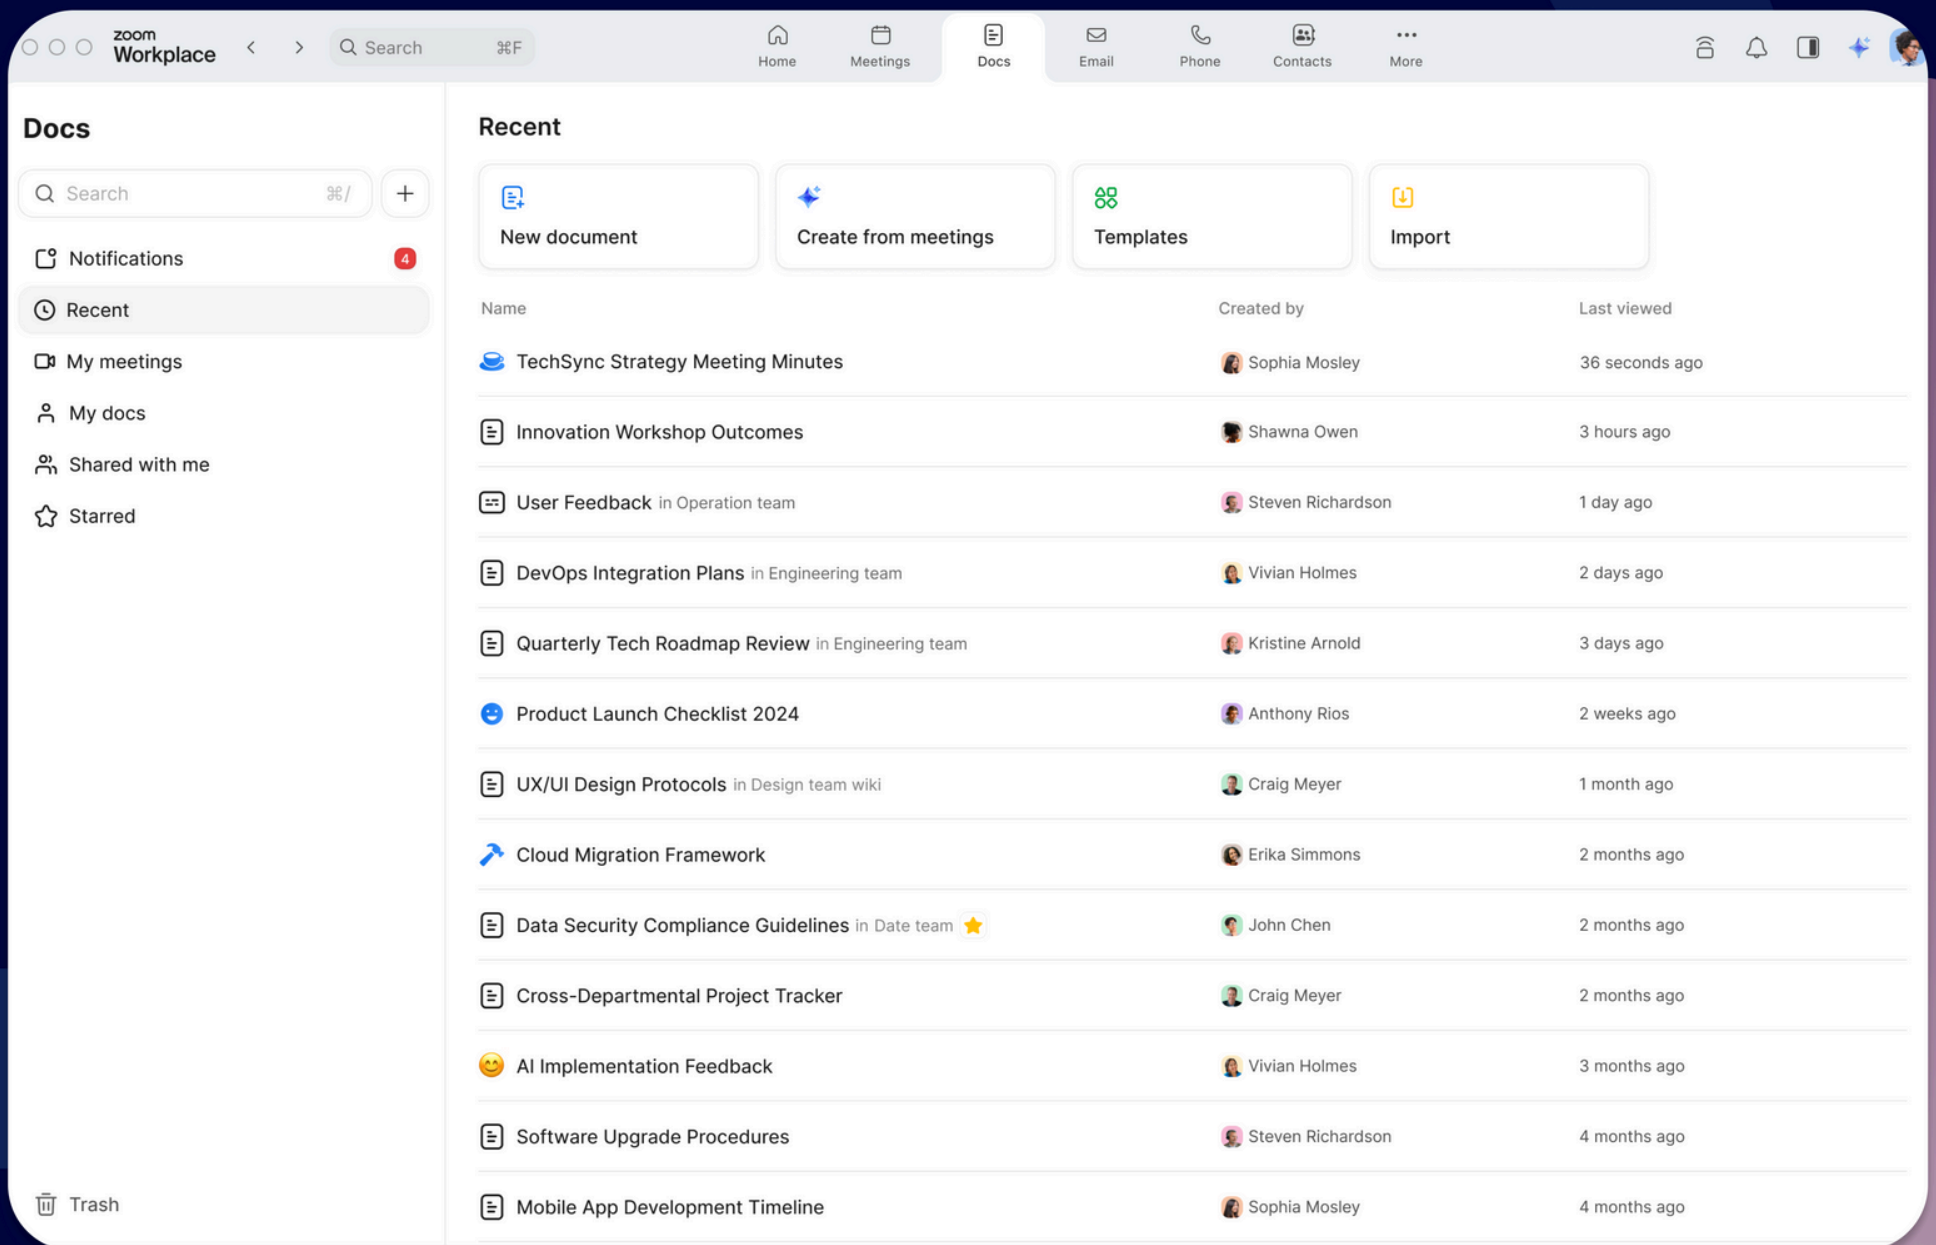 zoom
Workplace
Search ⌘F
Home
Meetings
Docs
Email
Phone
Contacts
More
Docs
Search ⌘/
Notifications 4
Recent
My meetings
My docs
Shared with me
Starred
Trash
Recent
New document
Create from meetings
Templates
Import
Name Created by Last viewed
TechSync Strategy Meeting Minutes Sophia Mosley 36 seconds ago
Innovation Workshop Outcomes Shawna Owen 3 hours ago
User Feedback in Operation team Steven Richardson 1 day ago
DevOps Integration Plans in Engineering team Vivian Holmes 2 days ago
Quarterly Tech Roadmap Review in Engineering team Kristine Arnold 3 days ago
Product Launch Checklist 2024 Anthony Rios 2 weeks ago
UX/UI Design Protocols in Design team wiki Craig Meyer 1 month ago
Cloud Migration Framework Erika Simmons 2 months ago
Data Security Compliance Guidelines in Date team John Chen 2 months ago
Cross-Departmental Project Tracker Craig Meyer 2 months ago
AI Implementation Feedback Vivian Holmes 3 months ago
Software Upgrade Procedures Steven Richardson 4 months ago
Mobile App Development Timeline Sophia Mosley 4 months ago